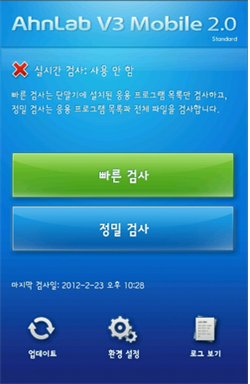 AhnLab V3 Mobile 2.0
Standard
실시간 검사: 사용 안 함
빠른 검사는 단말기에 설치된 응용 프로그램 목록만 검사하고,
정밀 검사는 응용 프로그램 목록과 전체 파일을 검사합니다.
빠른 검사
정밀 검사
마지막 검사일: 2012-2-23 오후 10:28
업데이트 환경 설정 로그 보기